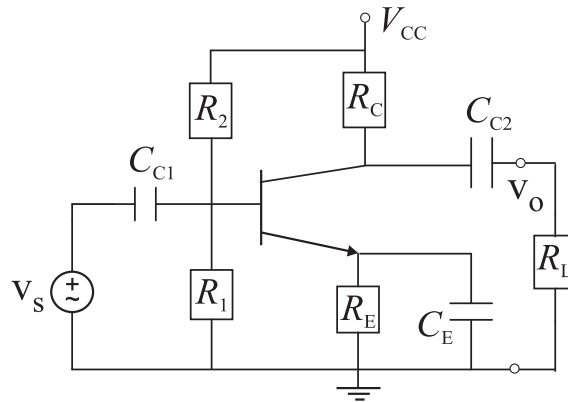 V_CC
R_2
R_C
C_C2
C_C1
v_o
R_1
R_L
v_s
+
~
R_E
C_E